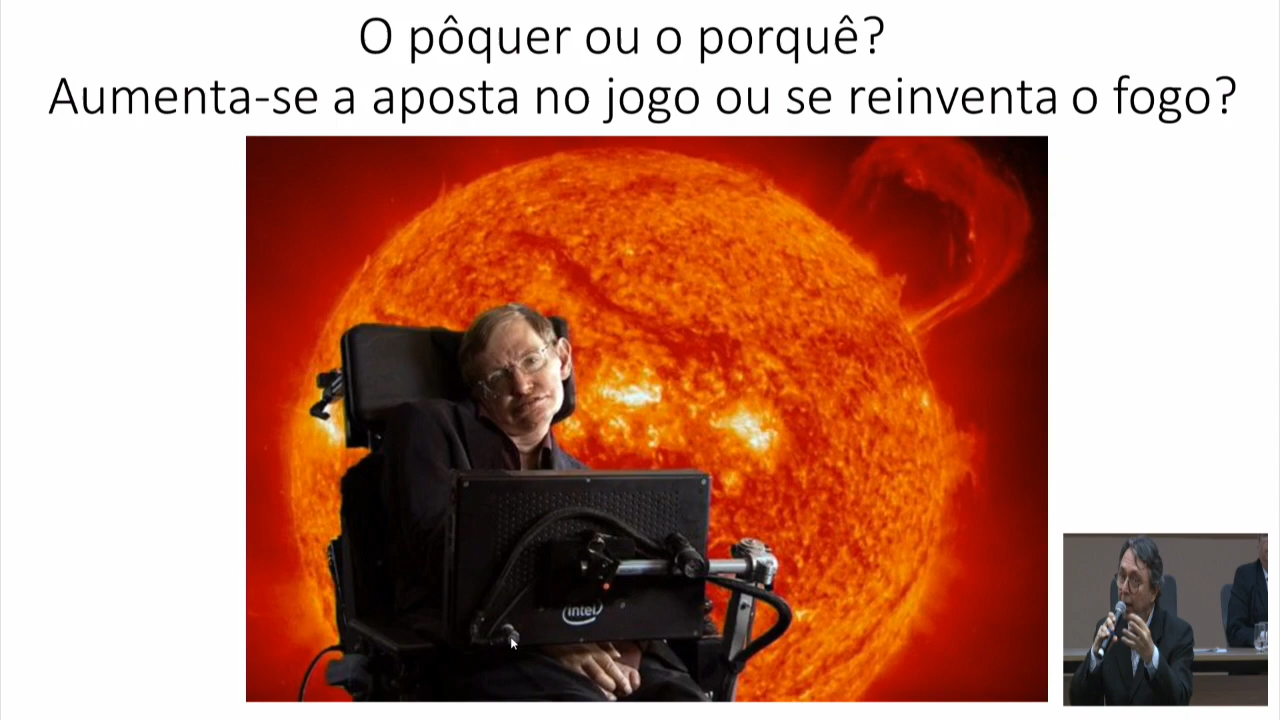 O pôquer ou o porquê?
Aumenta-se a aposta no jogo ou se reinventa o fogo?
intel